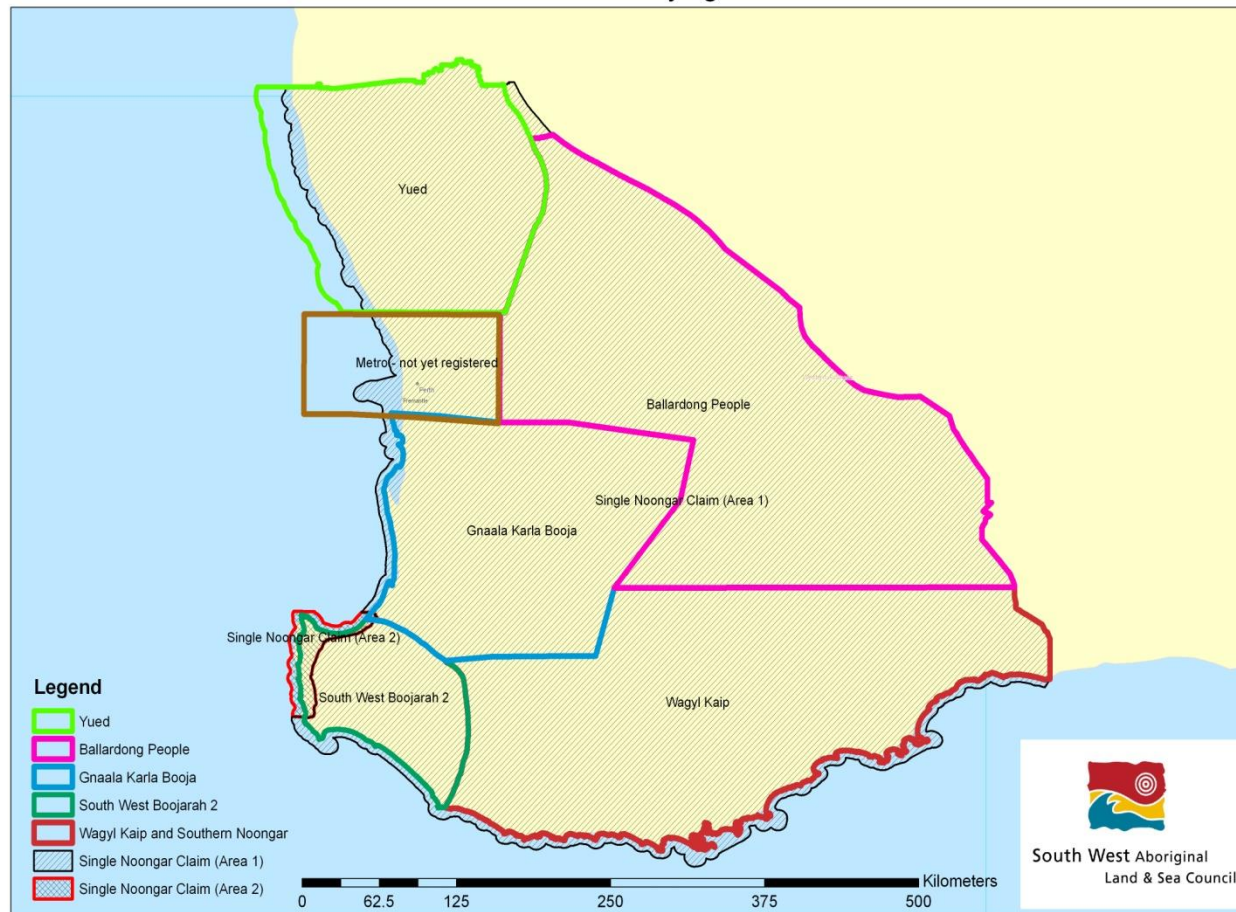 Yued
Metro - not yet registered
Perth
Fremantle
Ballardong People
Single Noongar Claim (Area 1)
Gnaala Karla Booja
Single Noongar Claim (Area 2)
South West Boojarah 2
Wagyl Kaip
Legend
Yued
Ballardong People
Gnaala Karla Booja
South West Boojarah 2
Wagyl Kaip and Southern Noongar
Single Noongar Claim (Area 1)
Single Noongar Claim (Area 2)
Kilometers
0 62.5 125 250 375 500
South West Aboriginal
Land & Sea Council